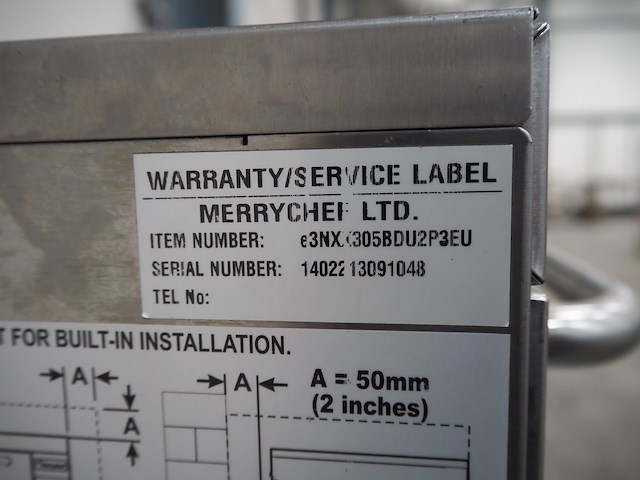 WARRANTY/SERVICE LABEL
MERRYCHEF LTD.
ITEM NUMBER:
SERIAL NUMBER: 1402213091048
TEL No:
T FOR BUILT-IN INSTALLATION.
A
A
A = 50mm
(2 inches)
A